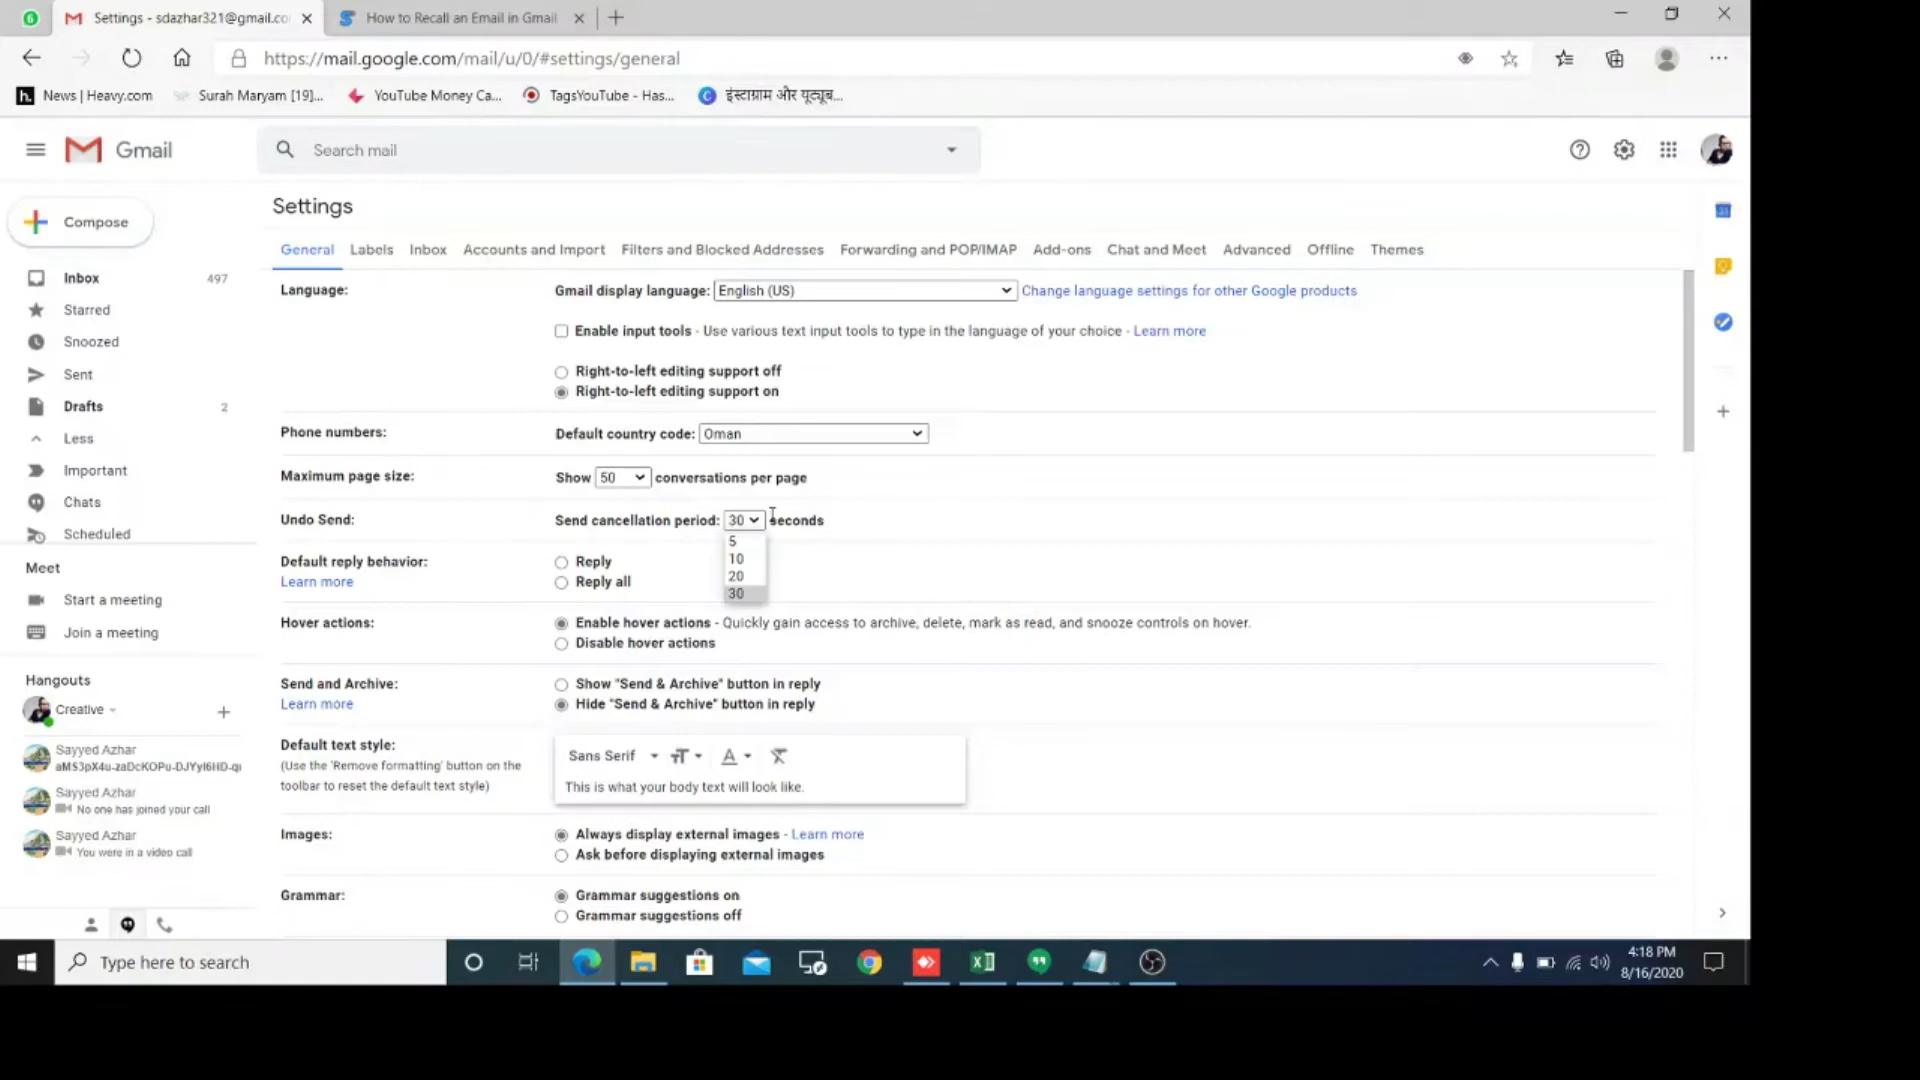 Settings - sdazhar321@gmail.co
How to Recall an Email in Gmail
https://mail.google.com/mail/u/0/#settings/general
h. News | Heavy.com
Surah Maryam [19]...
YouTube Money Ca...
TagsYouTube - Has...
इंस्टाग्राम और यूट्यूब...
Gmail
Search mail
Compose
Inbox 497
Starred
Snoozed
Sent
Drafts 2
Less
Important
Chats
Scheduled
Meet
Start a meeting
Join a meeting
Hangouts
Creative
Sayyed Azhar
aMS3pX4u-zaDcKOPu-DJYyI6HD-qi
Sayyed Azhar
No one has joined your call
Sayyed Azhar
You were in a video call
Settings
General Labels Inbox Accounts and Import Filters and Blocked Addresses Forwarding and POP/IMAP Add-ons Chat and Meet Advanced Offline Themes
Language:
Gmail display language: English (US) Change language settings for other Google products
Enable input tools - Use various text input tools to type in the language of your choice - Learn more
Right-to-left editing support off
Right-to-left editing support on
Phone numbers:
Default country code: Oman
Maximum page size:
Show 50 conversations per page
Undo Send:
Send cancellation period: 30 seconds
5
10
20
30
Default reply behavior:
Learn more
Reply
Reply all
Hover actions:
Enable hover actions - Quickly gain access to archive, delete, mark as read, and snooze controls on hover.
Disable hover actions
Send and Archive:
Learn more
Show "Send & Archive" button in reply
Hide "Send & Archive" button in reply
Default text style:
(Use the 'Remove formatting' button on the
toolbar to reset the default text style)
Sans Serif
This is what your body text will look like.
Images:
Always display external images - Learn more
Ask before displaying external images
Grammar:
Grammar suggestions on
Grammar suggestions off
Type here to search
4:18 PM
8/16/2020